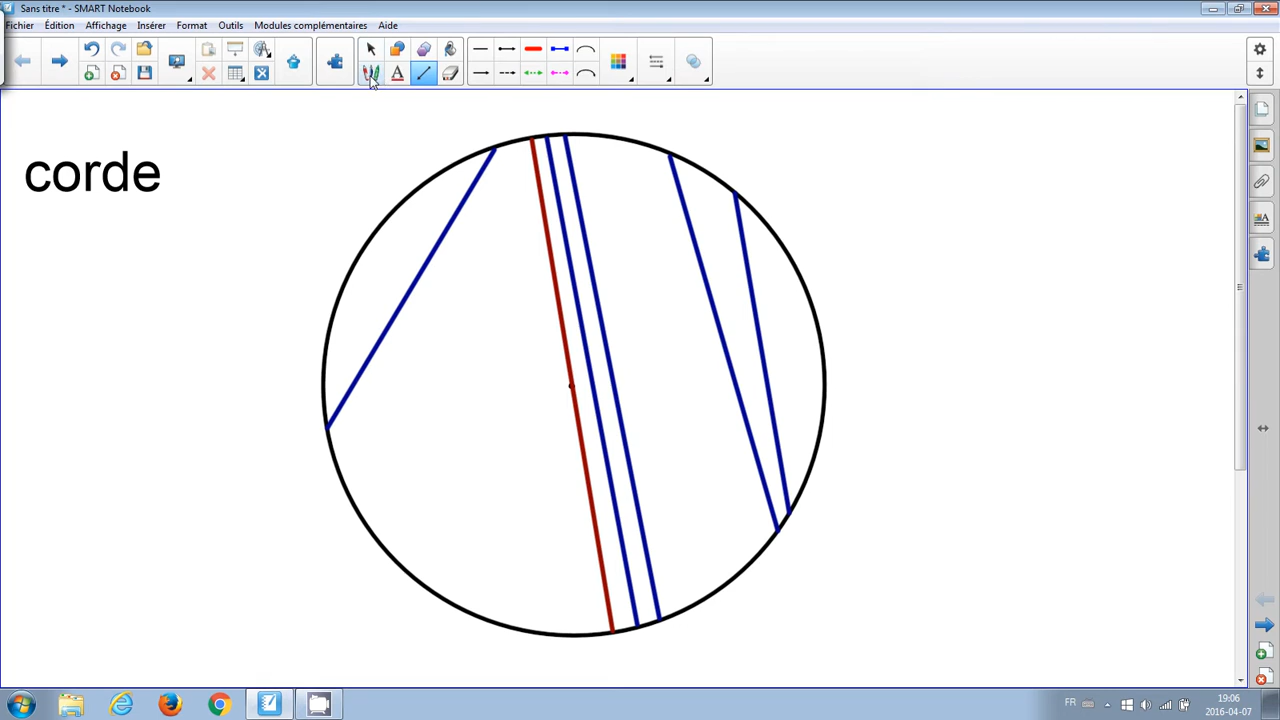 Sans titre * - SMART Notebook
Fichier Édition Affichage Insérer Format Outils Modules complémentaires Aide
corde
FR
19:06
2016-04-07